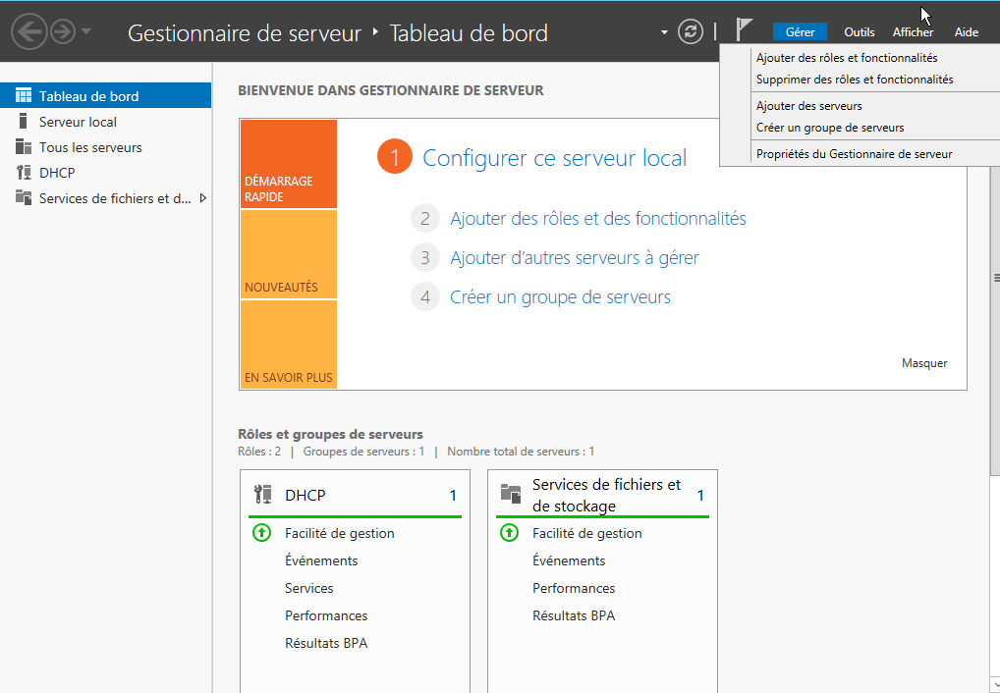 Gestionnaire de serveur ‣ Tableau de bord
Gérer Outils Afficher Aide
Ajouter des rôles et fonctionnalités
Supprimer des rôles et fonctionnalités
Ajouter des serveurs
Créer un groupe de serveurs
Propriétés du Gestionnaire de serveur
Tableau de bord
Serveur local
Tous les serveurs
DHCP
Services de fichiers et d...
BIENVENUE DANS GESTIONNAIRE DE SERVEUR
DÉMARRAGE
RAPIDE
NOUVEAUTÉS
EN SAVOIR PLUS
1 Configurer ce serveur local
2 Ajouter des rôles et des fonctionnalités
3 Ajouter d’autres serveurs à gérer
4 Créer un groupe de serveurs
Masquer
Rôles et groupes de serveurs
Rôles : 2 | Groupes de serveurs : 1 | Nombre total de serveurs : 1
DHCP 1
Facilité de gestion
Événements
Services
Performances
Résultats BPA
Services de fichiers et
de stockage 1
Facilité de gestion
Événements
Performances
Résultats BPA